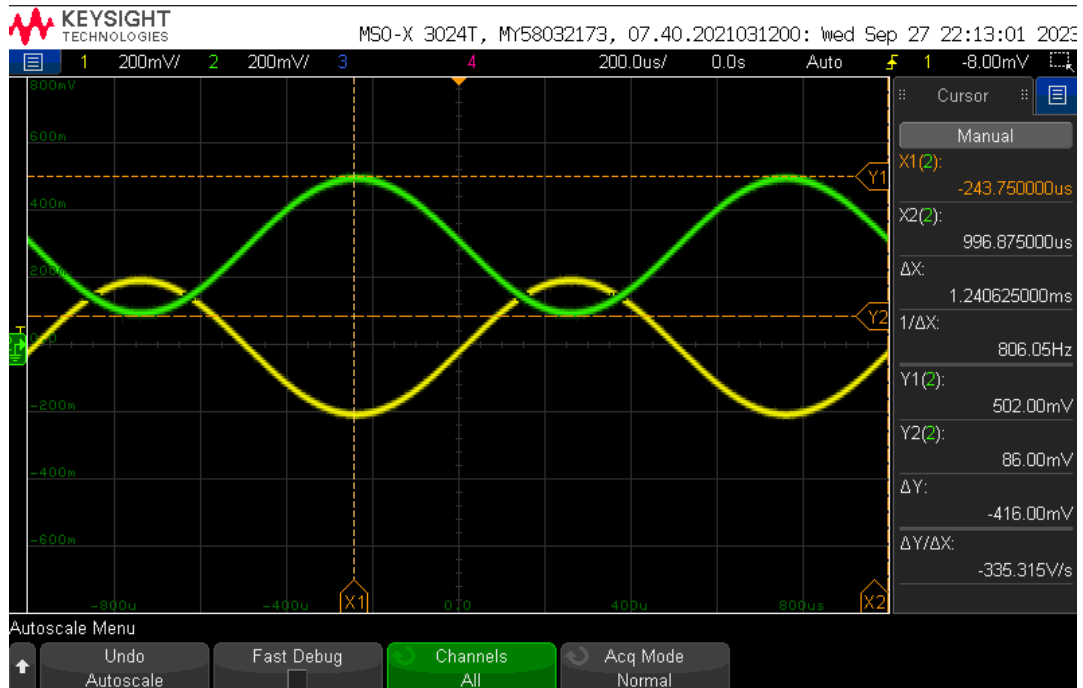 KEYSIGHT
TECHNOLOGIES
MSO-X 3024T, MY58032173, 07.40.2021031200: Wed Sep 27 22:13:01 2023
1 200mV/ 2 200mV/ 3 4 200.0us/ 0.0s Auto 1 -8.00mV
800mV
600m
400m
200m
-200m
-400m
-600m
-800u -400u 0 400u 800us
T
Y1
Y2
X1
X2
Cursor
Manual
X1(2):
-243.750000us
X2(2):
996.875000us
ΔX:
1.240625000ms
1/ΔX:
806.05Hz
Y1(2):
502.00mV
Y2(2):
86.00mV
ΔY:
-416.00mV
ΔY/ΔX:
-335.315V/s
Autoscale Menu
Undo
Autoscale
Fast Debug
Channels
All
Acq Mode
Normal